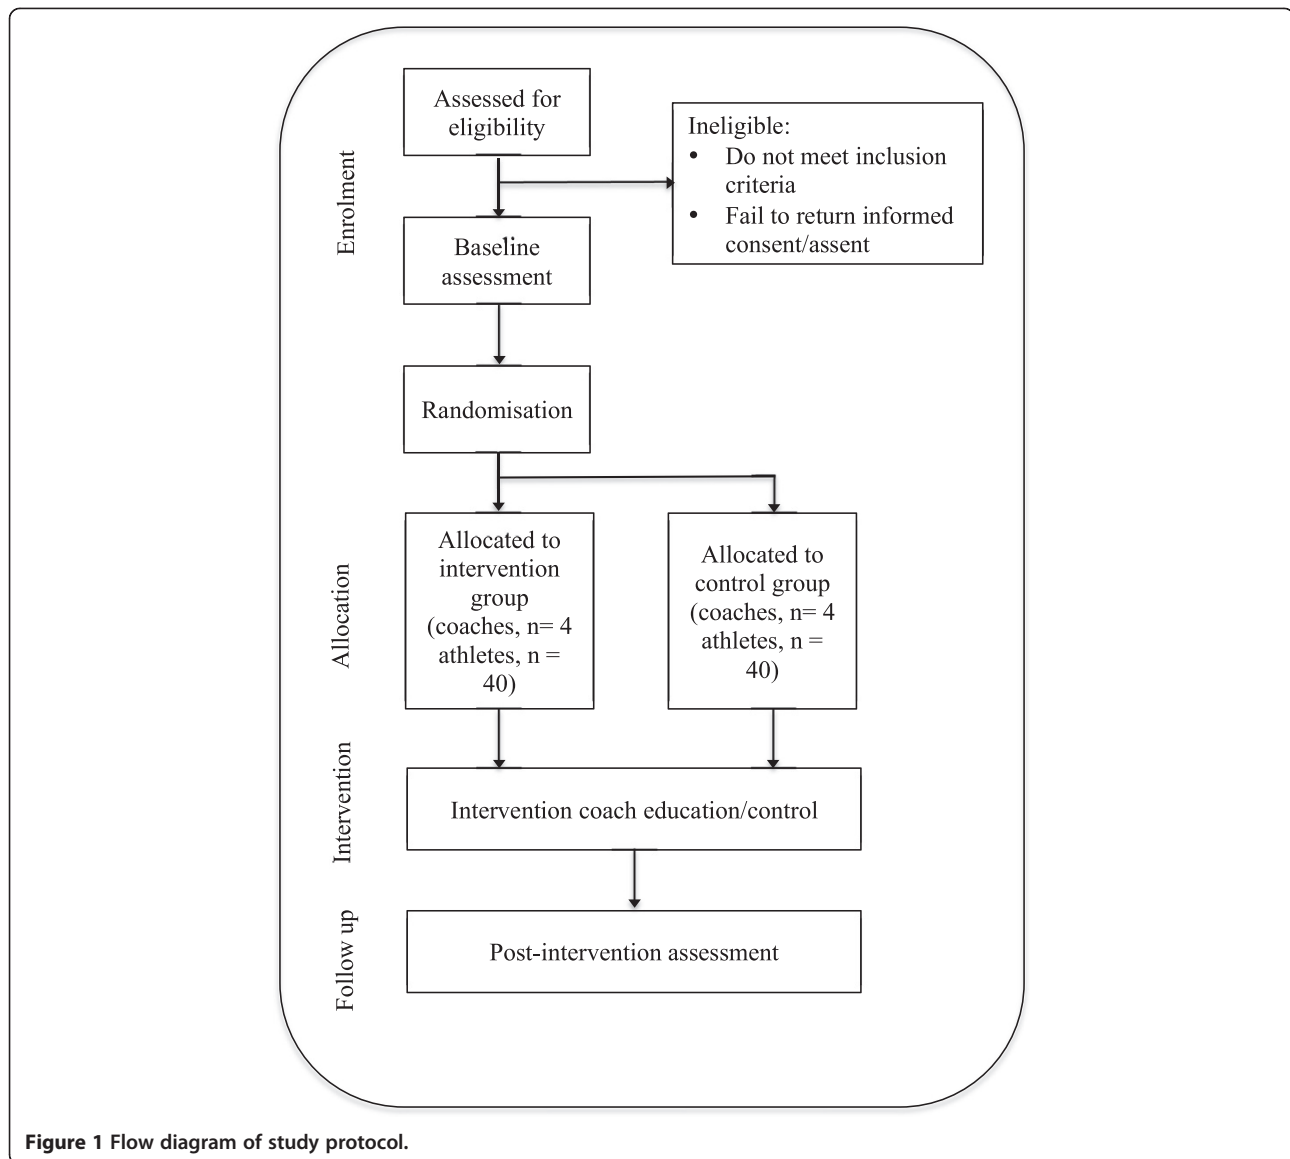 Assessed for
eligibility
Ineligible:
• Do not meet inclusion
criteria
• Fail to return informed
consent/assent
Enrolment
Baseline
assessment
Randomisation
Allocation
Allocated to
intervention
group
(coaches, n= 4
athletes, n =
40)
Allocated to
control group
(coaches, n= 4
athletes, n =
40)
Intervention
Intervention coach education/control
Follow up
Post-intervention assessment
Figure 1 Flow diagram of study protocol.